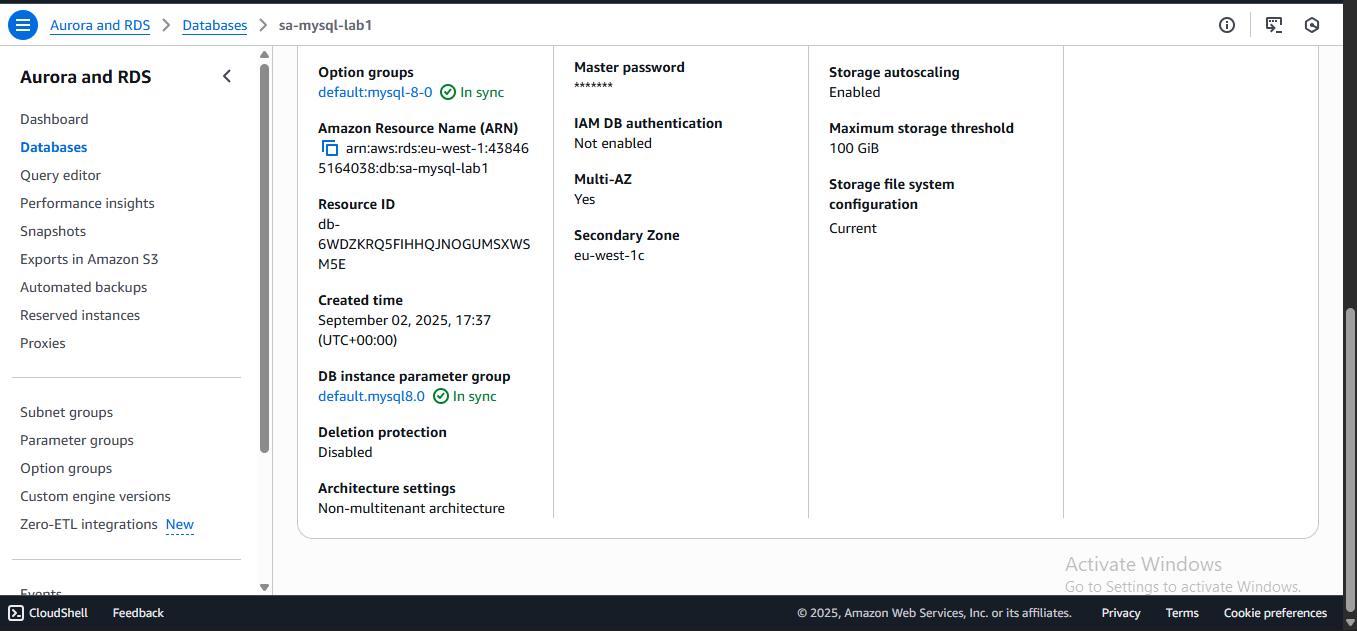 Aurora and RDS > Databases > sa-mysql-lab1
Aurora and RDS
Dashboard
Databases
Query editor
Performance insights
Snapshots
Exports in Amazon S3
Automated backups
Reserved instances
Proxies
Subnet groups
Parameter groups
Option groups
Custom engine versions
Zero-ETL integrations New
Events
Option groups
default:mysql-8-0 In sync
Amazon Resource Name (ARN)
arn:aws:rds:eu-west-1:43846
5164038:db:sa-mysql-lab1
Resource ID
db-
6WDZKRQ5FIHHQJNOGUMSXWS
M5E
Created time
September 02, 2025, 17:37
(UTC+00:00)
DB instance parameter group
default.mysql8.0 In sync
Deletion protection
Disabled
Architecture settings
Non-multitenant architecture
Master password
*******
IAM DB authentication
Not enabled
Multi-AZ
Yes
Secondary Zone
eu-west-1c
Storage autoscaling
Enabled
Maximum storage threshold
100 GiB
Storage file system
configuration
Current
Activate Windows
Go to Settings to activate Windows.
CloudShell Feedback © 2025, Amazon Web Services, Inc. or its affiliates. Privacy Terms Cookie preferences